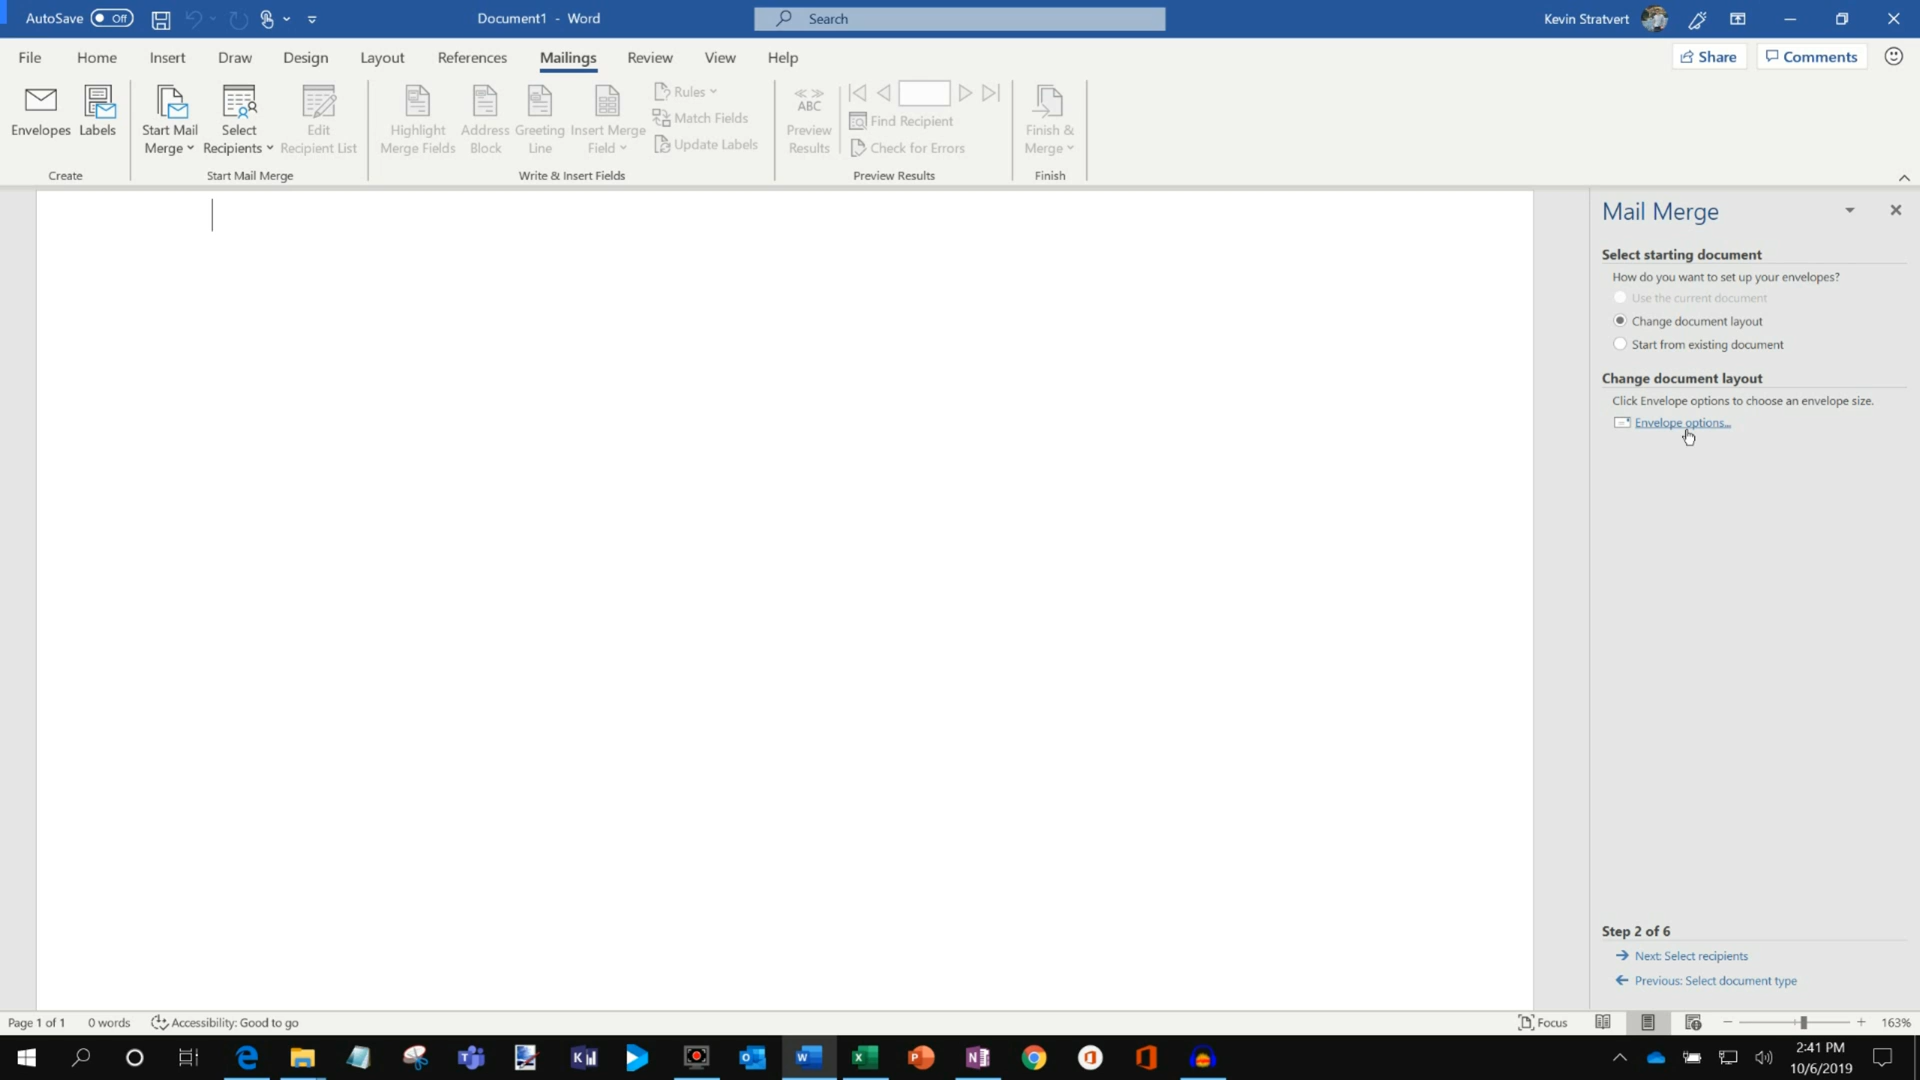 AutoSave Off
Document1 - Word
Search
Kevin Stratvert
File Home Insert Draw Design Layout References Mailings Review View Help
Share Comments
Envelopes
Labels
Create
Start Mail
Merge
Select
Recipients
Edit
Recipient List
Start Mail Merge
Highlight
Merge Fields
Address
Block
Greeting
Line
Insert Merge
Field
Rules
Match Fields
Update Labels
Write & Insert Fields
ABC
Preview
Results
Find Recipient
Check for Errors
Preview Results
Finish &
Merge
Finish
Mail Merge
Select starting document
How do you want to set up your envelopes?
Use the current document
Change document layout
Start from existing document
Change document layout
Click Envelope options to choose an envelope size.
Envelope options...
Step 2 of 6
Next: Select recipients
Previous: Select document type
Page 1 of 1 0 words Accessibility: Good to go
Focus
163%
2:41 PM
10/6/2019